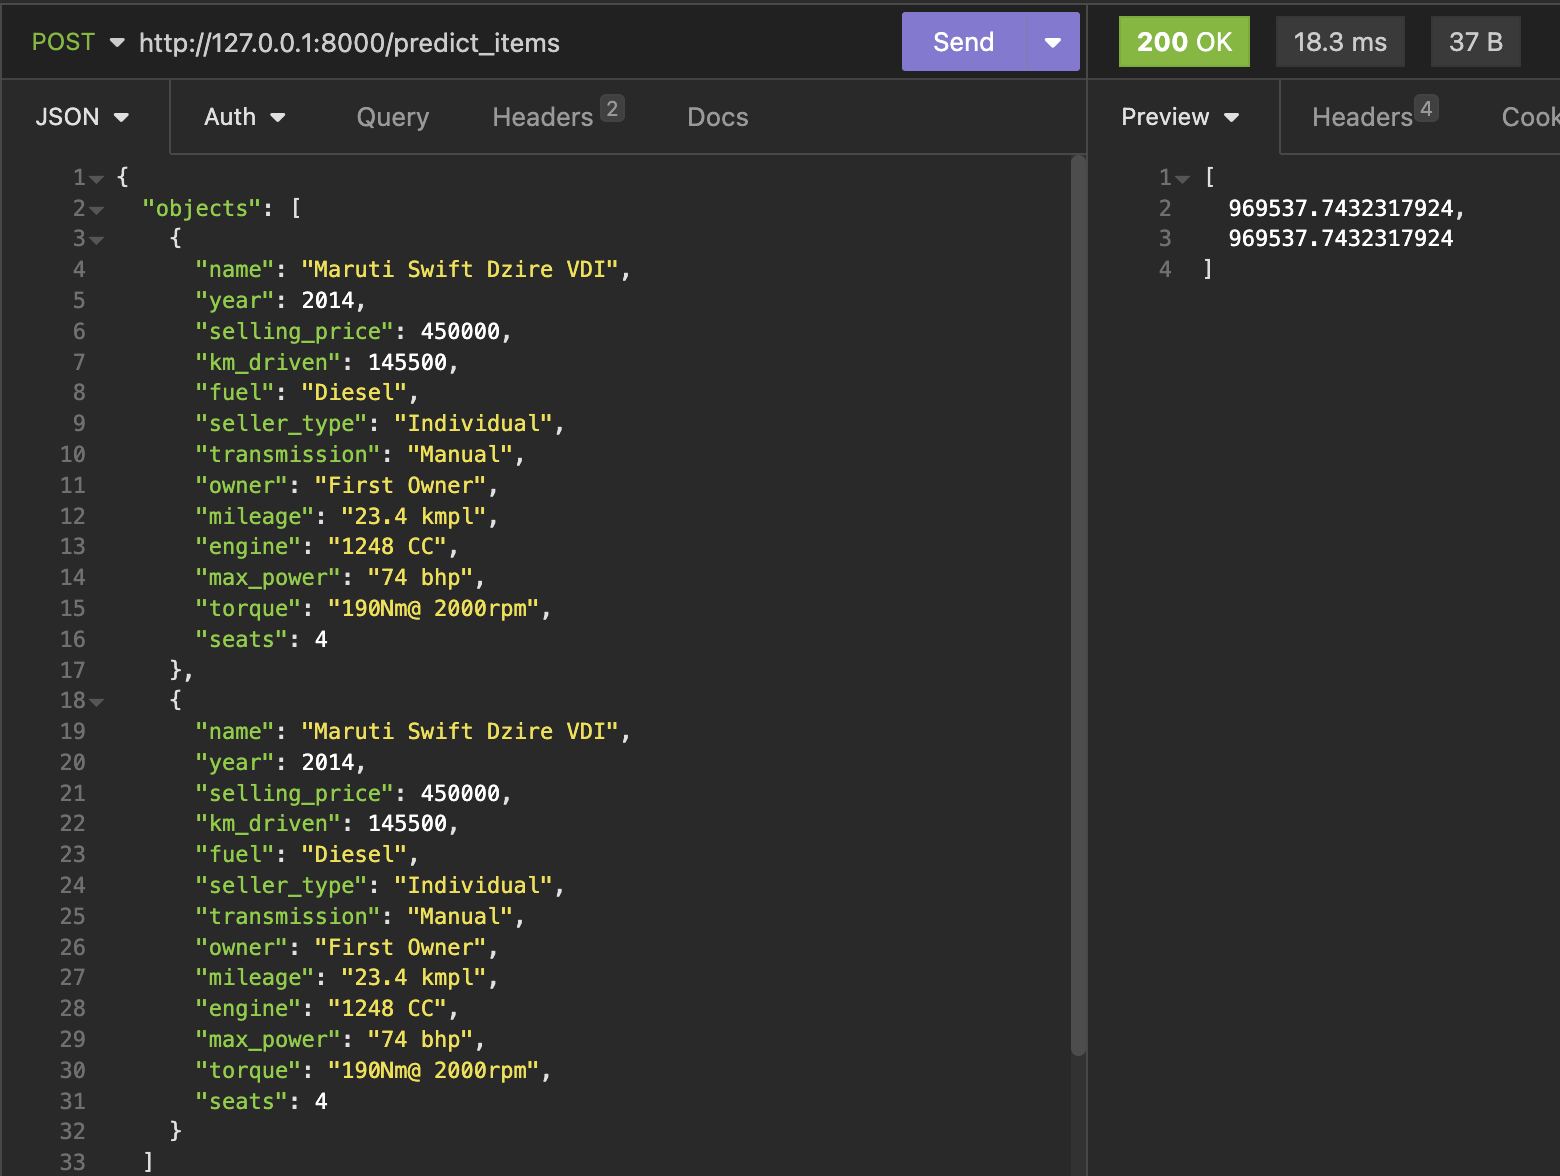 POST http://127.0.0.1:8000/predict_items Send 200 OK 18.3 ms 37 B
JSON Auth Query Headers 2 Docs Preview Headers 4 Cook
1 {
2 "objects": [
3 {
4 "name": "Maruti Swift Dzire VDI",
5 "year": 2014,
6 "selling_price": 450000,
7 "km_driven": 145500,
8 "fuel": "Diesel",
9 "seller_type": "Individual",
10 "transmission": "Manual",
11 "owner": "First Owner",
12 "mileage": "23.4 kmpl",
13 "engine": "1248 CC",
14 "max_power": "74 bhp",
15 "torque": "190Nm@ 2000rpm",
16 "seats": 4
17 },
18 {
19 "name": "Maruti Swift Dzire VDI",
20 "year": 2014,
21 "selling_price": 450000,
22 "km_driven": 145500,
23 "fuel": "Diesel",
24 "seller_type": "Individual",
25 "transmission": "Manual",
26 "owner": "First Owner",
27 "mileage": "23.4 kmpl",
28 "engine": "1248 CC",
29 "max_power": "74 bhp",
30 "torque": "190Nm@ 2000rpm",
31 "seats": 4
32 }
33 ]
1 [
2 969537.7432317924,
3 969537.7432317924
4 ]